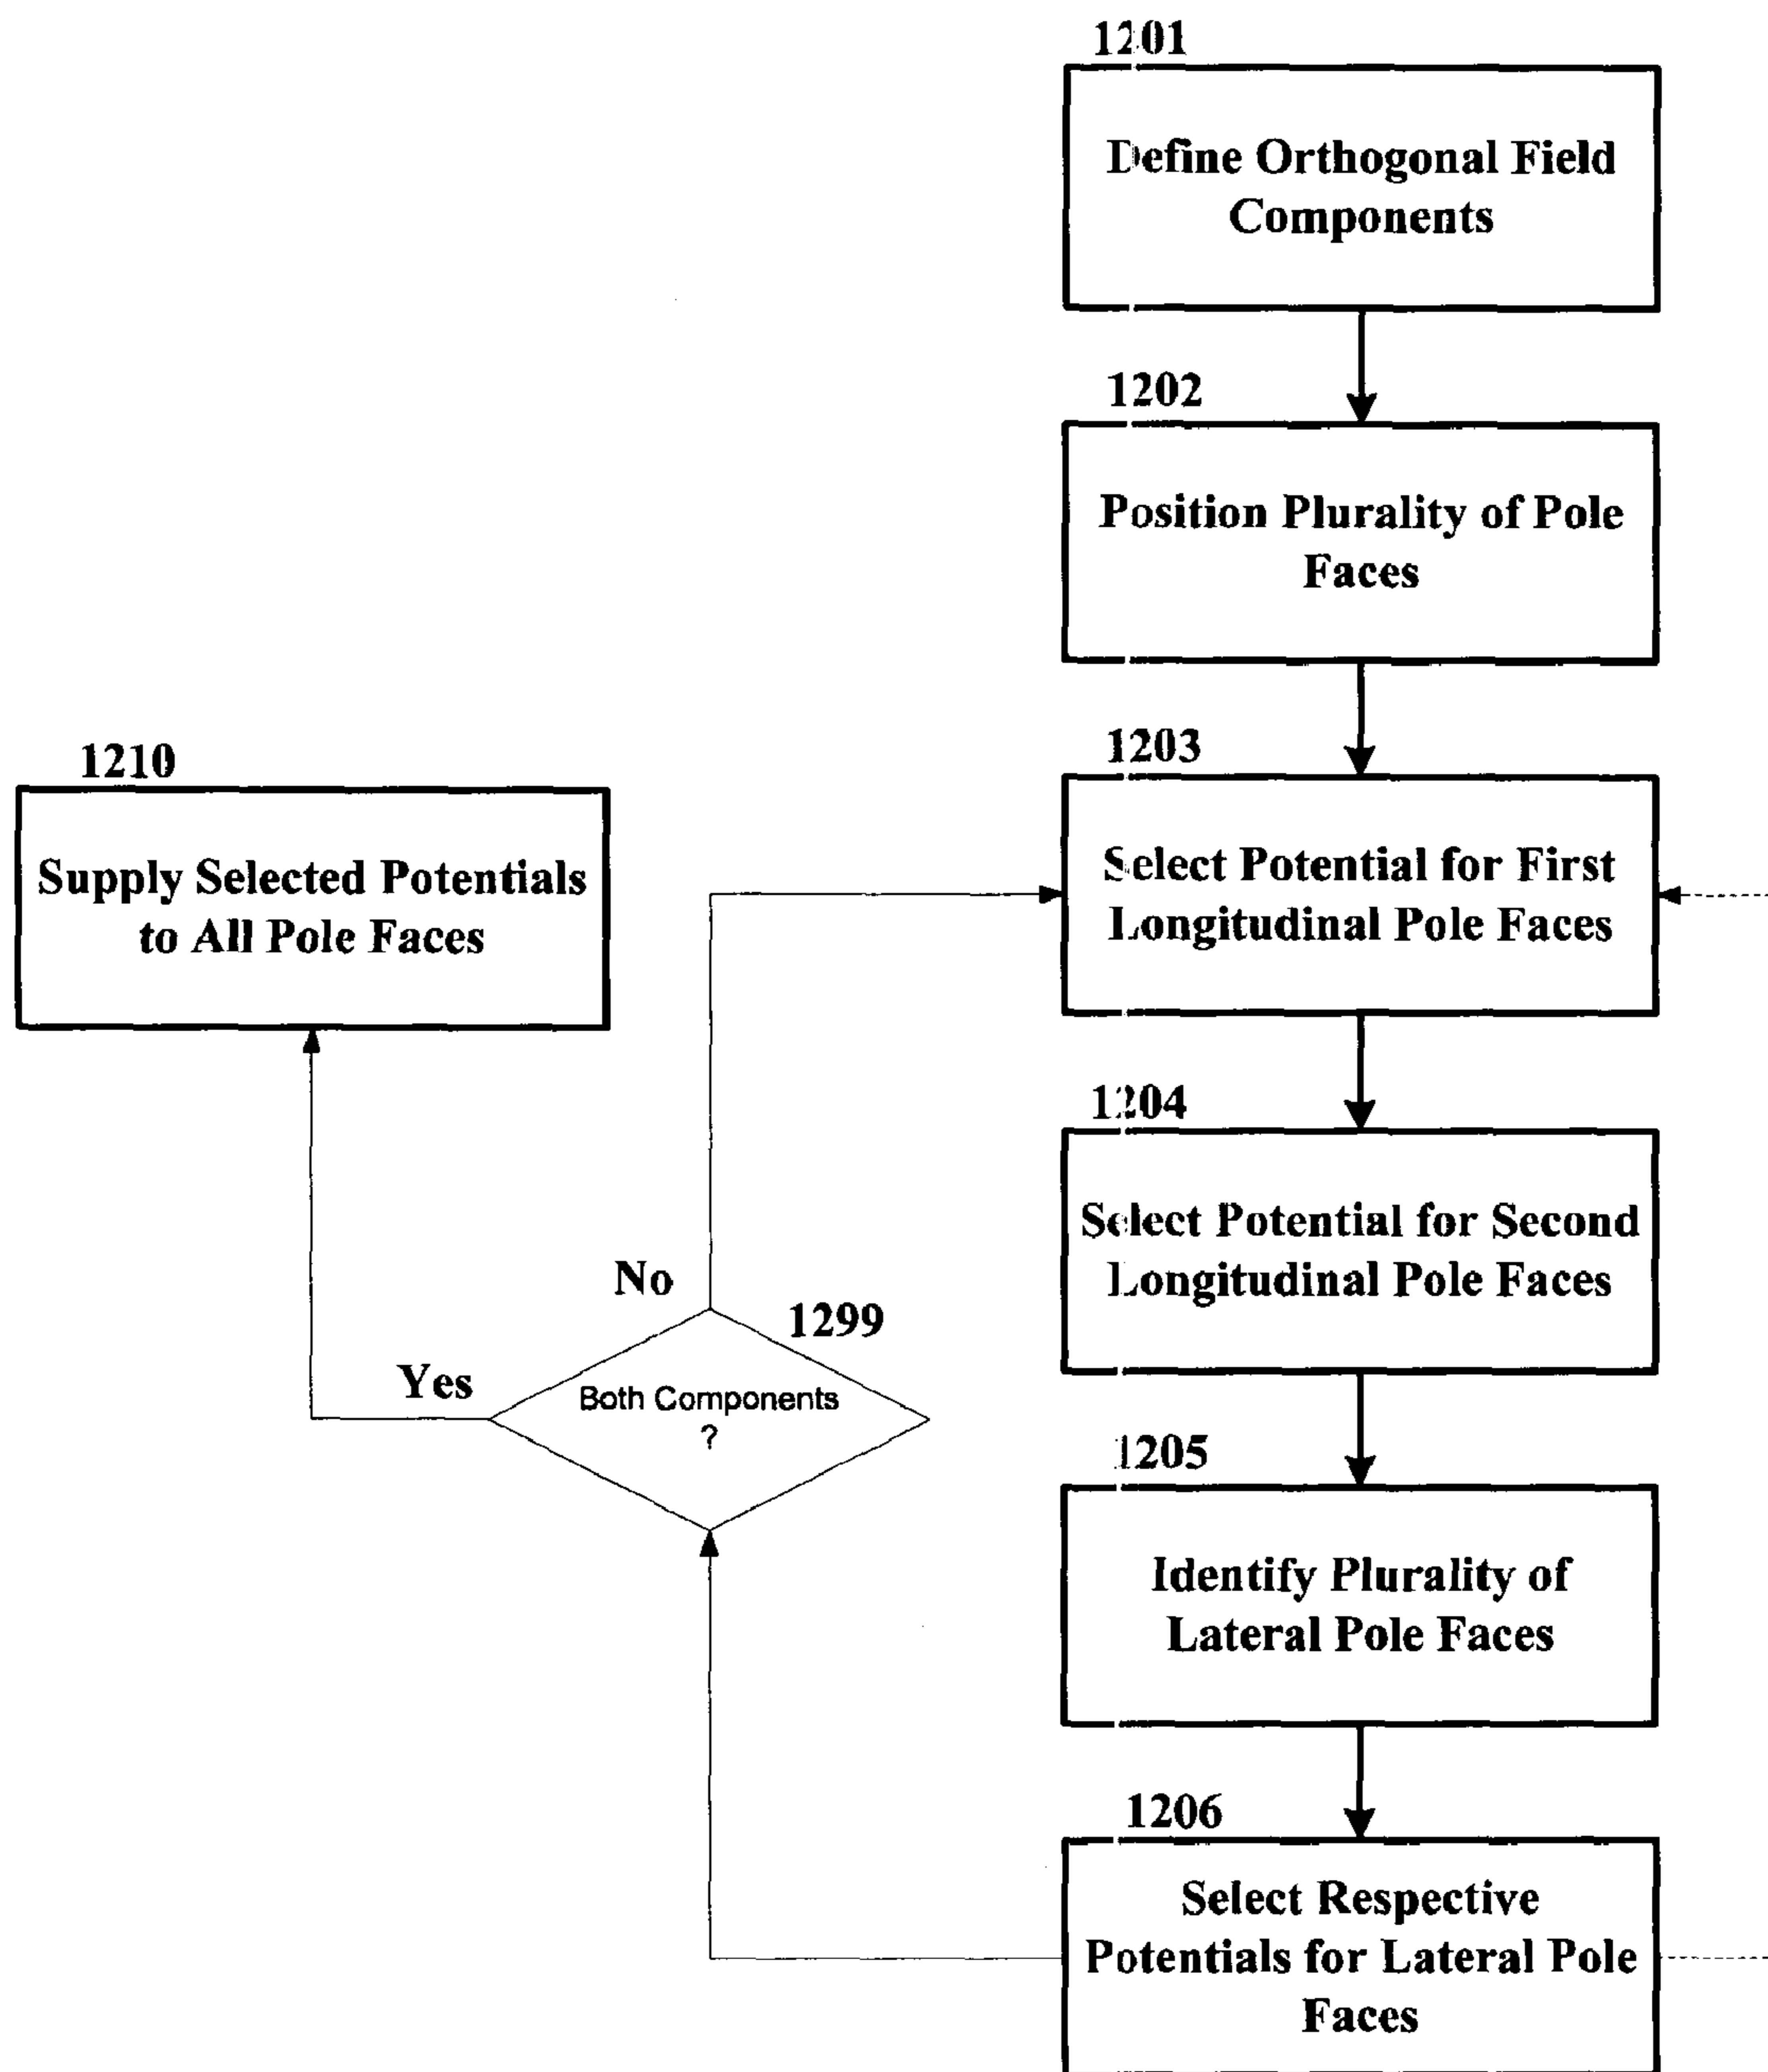 1201
Define Orthogonal Field
Components
1202
Position Plurality of Pole
Faces
1203
Select Potential for First
Longitudinal Pole Faces
1210
Supply Selected Potentials
to All Pole Faces
1204
Select Potential for Second
Longitudinal Pole Faces
No
1299
Yes
Both Components
?
1205
Identify Plurality of
Lateral Pole Faces
1206
Select Respective
Potentials for Lateral Pole
Faces